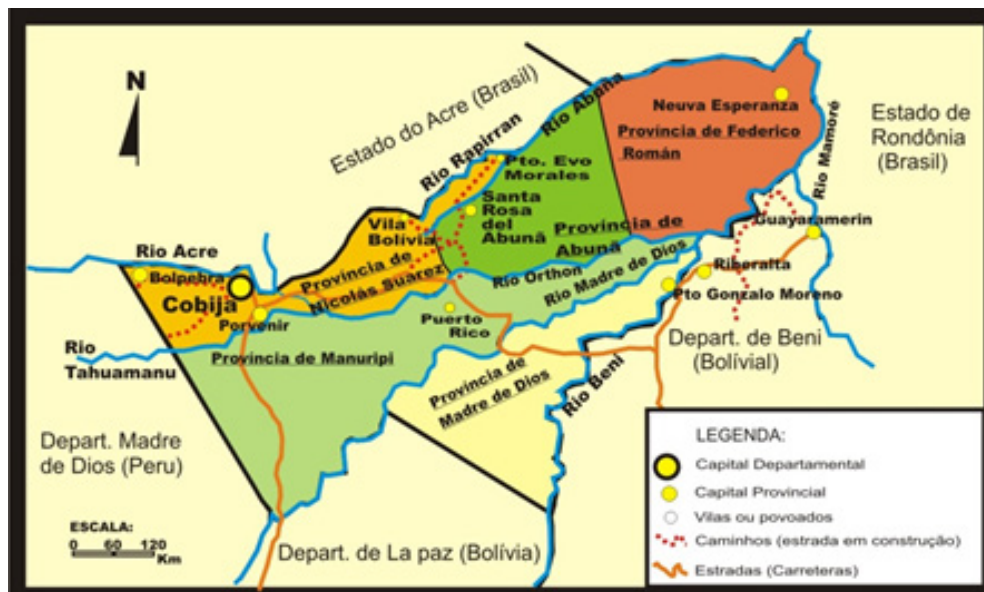 N
Estado do Acre (Brasil)
Rio Rapirran
Rio Abuña
Neuva Esperanza
Província de Federico
Román
Rio Mamoré
Estado de
Rondônia
(Brasil)
Pto. Evo
Morales
Santa
Rosa
del
Abunã
Vila
Bolívia
Província de
Abunã
Guayaramerin
Rio Acre
Bolpebra
Cobija
Porvenir
Província de
Nicolás Suarez
Rio Orthon
Rio Madre de Dios
Riberalta
Pto Gonzalo Moreno
Puerto
Rico
Rio
Tahuamanu
Província de Manuripi
Província de
Madre de Dios
Rio Beni
Depart. de Beni
(Bolívial)
Depart. Madre
de Dios (Peru)
Depart. de La paz (Bolívia)
ESCALA:
0 60 120
Km
LEGENDA:
Capital Departamental
Capital Provincial
Vilas ou povoados
Caminhos (estrada em construção)
Estradas (Carreteras)